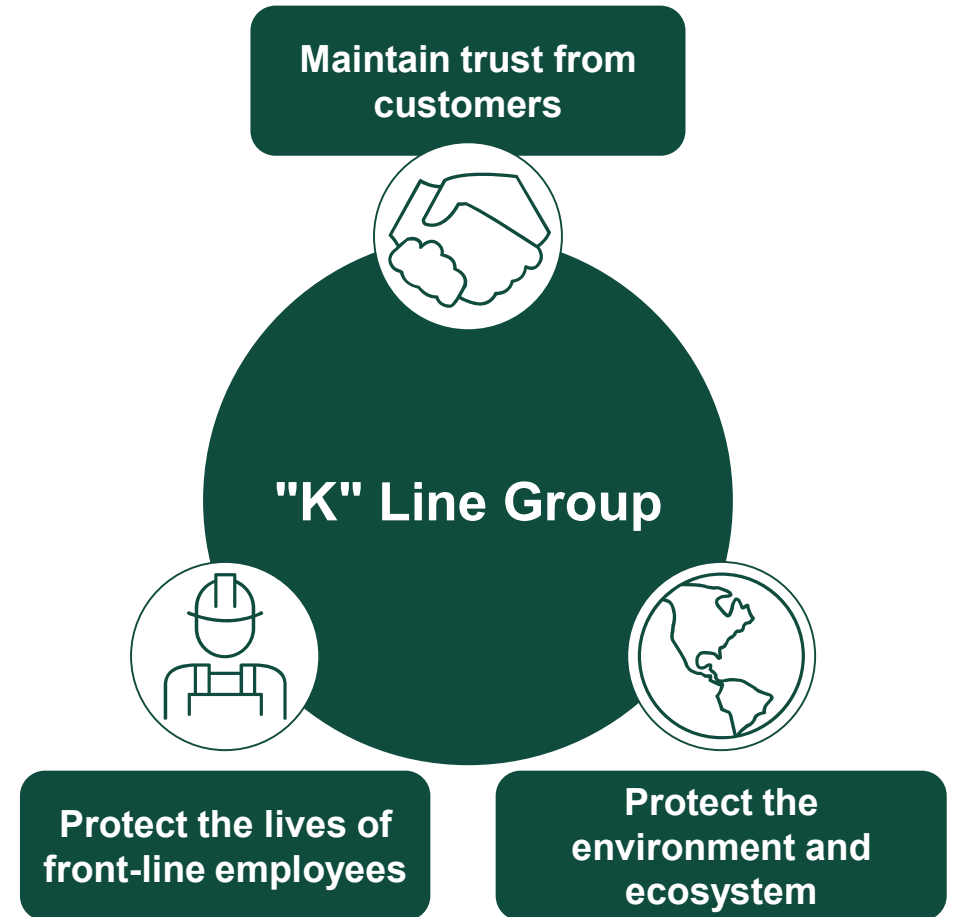 Maintain trust from
customers
"K" Line Group
Protect the lives of
front-line employees
Protect the
environment and
ecosystem